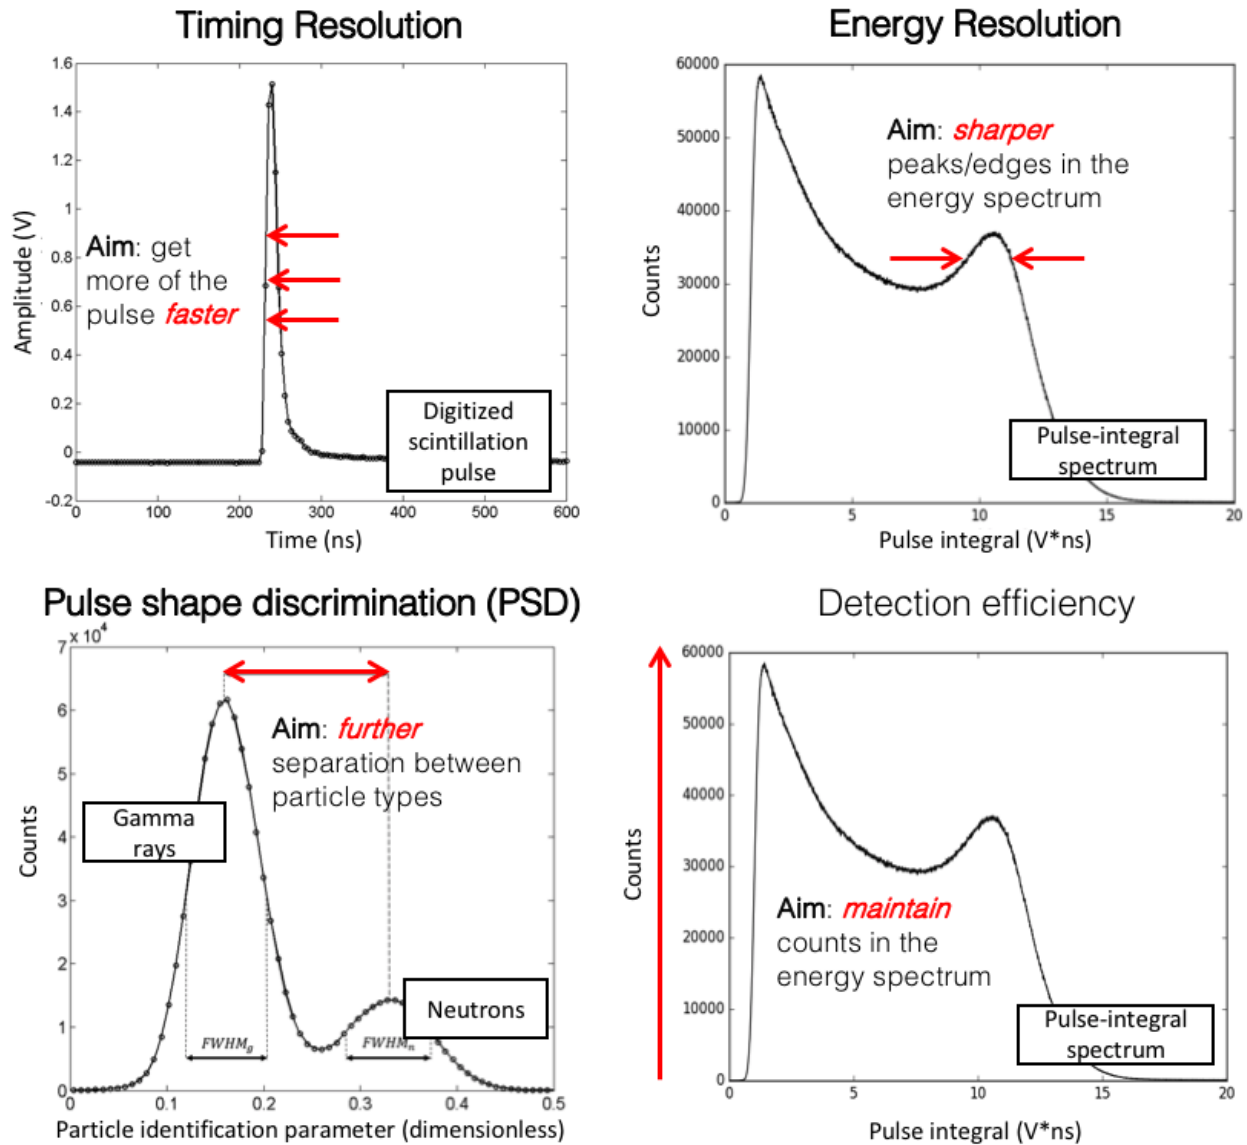 Timing Resolution
1.6
1.4
1.2
1
0.8
0.6
0.4
0.2
0
-0.2
Amplitude (V)
Aim: get
more of the
pulse faster
Digitized
scintillation
pulse
0
100
200
300
400
500
600
Time (ns)
Energy Resolution
60000
50000
40000
30000
20000
10000
0
Counts
Aim: sharper
peaks/edges in the
energy spectrum
Pulse-integral
spectrum
0
5
10
15
20
Pulse integral (V*ns)
Pulse shape discrimination (PSD)
x 10⁴
7
6
5
4
3
2
1
0
Counts
Aim: further
separation between
particle types
Gamma
rays
Neutrons
FWHMg
FWHMn
0
0.1
0.2
0.3
0.4
0.5
Particle identification parameter (dimensionless)
Detection efficiency
60000
50000
40000
30000
20000
10000
0
Counts
Aim: maintain
counts in the
energy spectrum
Pulse-integral
spectrum
0
5
10
15
20
Pulse integral (V*ns)